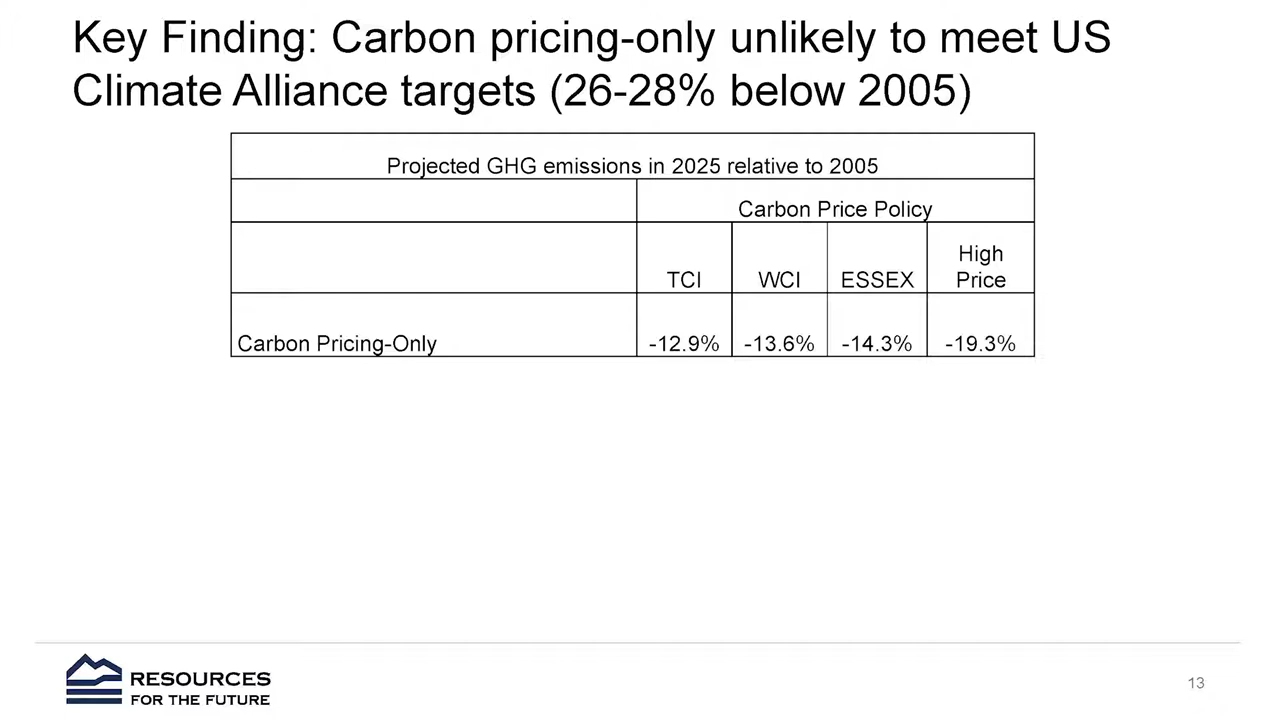 Key Finding: Carbon pricing-only unlikely to meet US
Climate Alliance targets (26-28% below 2005)
Projected GHG emissions in 2025 relative to 2005
Carbon Price Policy
TCI WCI ESSEX High Price
Carbon Pricing-Only -12.9% -13.6% -14.3% -19.3%
RESOURCES
FOR THE FUTURE
13